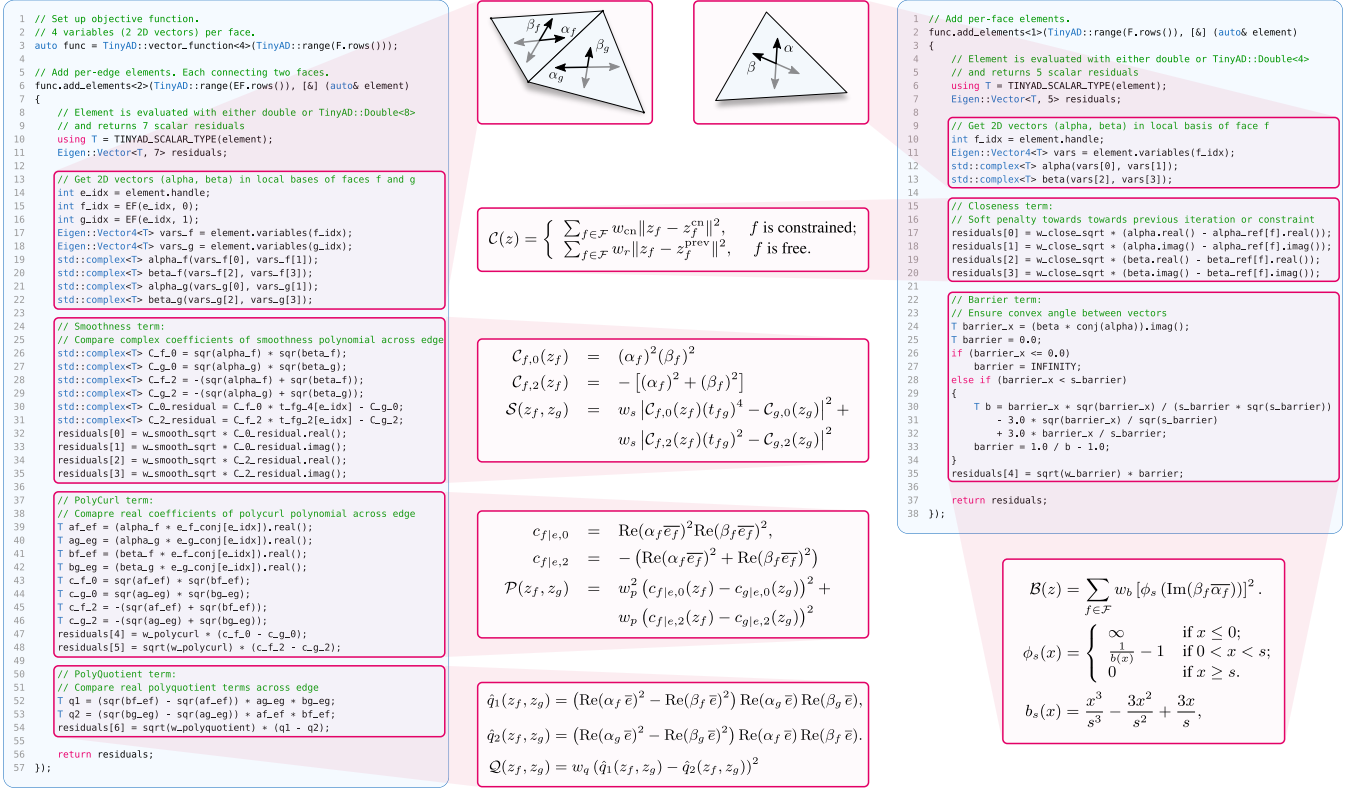 1 // Set up objective function.
2 // 4 variables (2 2D vectors) per face.
3 auto func = TinyAD::vector_function<4>(TinyAD::range(F.rows()));
4
5 // Add per-edge elements. Each connecting two faces.
6 func.add_elements<2>(TinyAD::range(EF.rows()), [&] (auto& element)
7 {
8 // Element is evaluated with either double or TinyAD::Double<8>
9 // and returns 7 scalar residuals
10 using T = TINYAD_SCALAR_TYPE(element);
11 Eigen::Vector<T, 7> residuals;
12
13 // Get 2D vectors (alpha, beta) in local bases of faces f and g
14 int e_idx = element.handle;
15 int f_idx = EF(e_idx, 0);
16 int g_idx = EF(e_idx, 1);
17 Eigen::Vector4<T> vars_f = element.variables(f_idx);
18 Eigen::Vector4<T> vars_g = element.variables(g_idx);
19 std::complex<T> alpha_f(vars_f[0], vars_f[1]);
20 std::complex<T> beta_f(vars_f[2], vars_f[3]);
21 std::complex<T> alpha_g(vars_g[0], vars_g[1]);
22 std::complex<T> beta_g(vars_g[2], vars_g[3]);
23
24 // Smoothness term:
25 // Compare complex coefficients of smoothness polynomial across edge
26 std::complex<T> C_f_0 = sqr(alpha_f) * sqr(beta_f);
27 std::complex<T> C_g_0 = sqr(alpha_g) * sqr(beta_g);
28 std::complex<T> C_f_2 = -(sqr(alpha_f) + sqr(beta_f));
29 std::complex<T> C_g_2 = -(sqr(alpha_g) + sqr(beta_g));
30 std::complex<T> C_0_residual = C_f_0 * t_fg_4[e_idx] - C_g_0;
31 std::complex<T> C_2_residual = C_f_2 * t_fg_2[e_idx] - C_g_2;
32 residuals[0] = w_smooth_sqrt * C_0_residual.real();
33 residuals[1] = w_smooth_sqrt * C_0_residual.imag();
34 residuals[2] = w_smooth_sqrt * C_2_residual.real();
35 residuals[3] = w_smooth_sqrt * C_2_residual.imag();
36
37 // PolyCurl term:
38 // Comapre real coefficients of polycurl polynomial across edge
39 T af_ef = (alpha_f * e_f_conj[e_idx]).real();
40 T ag_eg = (alpha_g * e_g_conj[e_idx]).real();
41 T bf_ef = (beta_f * e_f_conj[e_idx]).real();
42 T bg_eg = (beta_g * e_g_conj[e_idx]).real();
43 T c_f_0 = sqr(af_ef) * sqr(bf_ef);
44 T c_g_0 = sqr(ag_eg) * sqr(bg_eg);
45 T c_f_2 = -(sqr(af_ef) + sqr(bf_ef));
46 T c_g_2 = -(sqr(ag_eg) + sqr(bg_eg));
47 residuals[4] = w_polycurl * (c_f_0 - c_g_0);
48 residuals[5] = sqrt(w_polycurl) * (c_f_2 - c_g_2);
49
50 // PolyQuotient term:
51 // Compare real polyquotient terms across edge
52 T q1 = (sqr(bf_ef) - sqr(af_ef)) * ag_eg * bg_eg;
53 T q2 = (sqr(bg_eg) - sqr(ag_eg)) * af_ef * bf_ef;
54 residuals[6] = sqrt(w_polyquotient) * (q1 - q2);
55
56 return residuals;
57 });
β_f α_f β_g α_g
α β
C(z) = { ∑_{f∈F} w_cn‖z_f − z_f^cn‖², f is constrained;
∑_{f∈F} w_r‖z_f − z_f^prev‖², f is free.
C_{f,0}(z_f) = (α_f)²(β_f)²
C_{f,2}(z_f) = − [(α_f)² + (β_f)²]
S(z_f, z_g) = w_s |C_{f,0}(z_f)(t_{fg})⁴ − C_{g,0}(z_g)|² +
w_s |C_{f,2}(z_f)(t_{fg})² − C_{g,2}(z_g)|²
c_{f|e,0} = Re(α_f e̅_f̅)²Re(β_f e̅_f̅)²,
c_{f|e,2} = − (Re(α_f e̅_f̅)² + Re(β_f e̅_f̅)²)
P(z_f, z_g) = w_p² (c_{f|e,0}(z_f) − c_{g|e,0}(z_g))² +
w_p (c_{f|e,2}(z_f) − c_{g|e,2}(z_g))²
q̂₁(z_f, z_g) = (Re(α_f e̅)² − Re(β_f e̅)²) Re(α_g e̅) Re(β_g e̅),
q̂₂(z_f, z_g) = (Re(α_g e̅)² − Re(β_g e̅)²) Re(α_f e̅) Re(β_f e̅).
Q(z_f, z_g) = w_q (q̂₁(z_f, z_g) − q̂₂(z_f, z_g))²
1 // Add per-face elements.
2 func.add_elements<1>(TinyAD::range(F.rows()), [&] (auto& element)
3 {
4 // Element is evaluated with either double or TinyAD::Double<4>
5 // and returns 5 scalar residuals
6 using T = TINYAD_SCALAR_TYPE(element);
7 Eigen::Vector<T, 5> residuals;
8
9 // Get 2D vectors (alpha, beta) in local basis of face f
10 int f_idx = element.handle;
11 Eigen::Vector4<T> vars = element.variables(f_idx);
12 std::complex<T> alpha(vars[0], vars[1]);
13 std::complex<T> beta(vars[2], vars[3]);
14
15 // Closeness term:
16 // Soft penalty towards towards previous iteration or constraint
17 residuals[0] = w_close_sqrt * (alpha.real() - alpha_ref[f].real());
18 residuals[1] = w_close_sqrt * (alpha.imag() - alpha_ref[f].imag());
19 residuals[2] = w_close_sqrt * (beta.real() - beta_ref[f].real());
20 residuals[3] = w_close_sqrt * (beta.imag() - beta_ref[f].imag());
21
22 // Barrier term:
23 // Ensure convex angle between vectors
24 T barrier_x = (beta * conj(alpha)).imag();
25 T barrier = 0.0;
26 if (barrier_x <= 0.0)
27 barrier = INFINITY;
28 else if (barrier_x < s_barrier)
29 {
30 T b = barrier_x * sqr(barrier_x) / (s_barrier * sqr(s_barrier))
31 - 3.0 * sqr(barrier_x) / sqr(s_barrier)
32 + 3.0 * barrier_x / s_barrier;
33 barrier = 1.0 / b - 1.0;
34 }
35 residuals[4] = sqrt(w_barrier) * barrier;
36
37 return residuals;
38 });
B(z) = ∑_{f∈F} w_b [φ_s (Im(β_f α̅_f̅))]².
φ_s(x) = { ∞ if x ≤ 0;
1/b(x) − 1 if 0 < x < s;
0 if x ≥ s.
b_s(x) = x³/s³ − 3x²/s² + 3x/s,